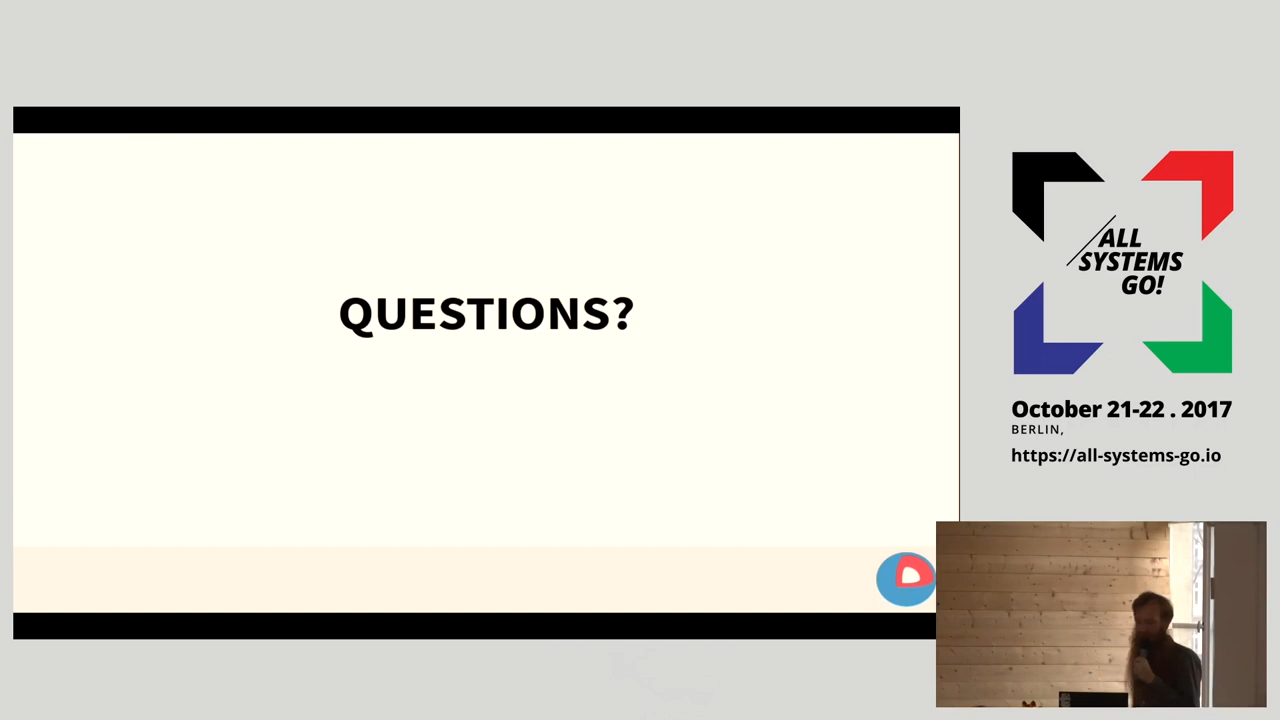 QUESTIONS?
ALL
SYSTEMS
GO!
October 21-22 . 2017
BERLIN,
https://all-systems-go.io